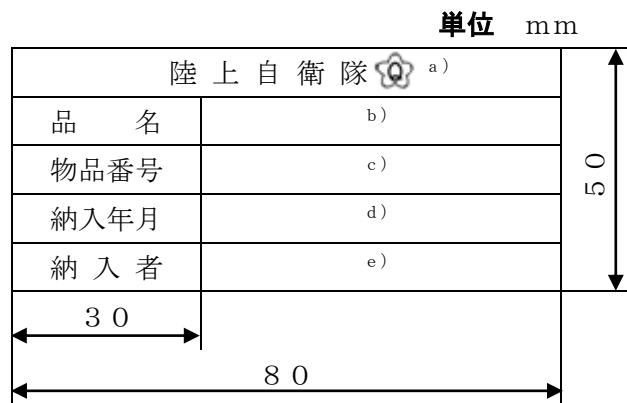 単位 mm
陸上自衛隊 Q a)
品 名 b)
物品番号 c)
納入年月 d)
納入者 e)
50
30
80